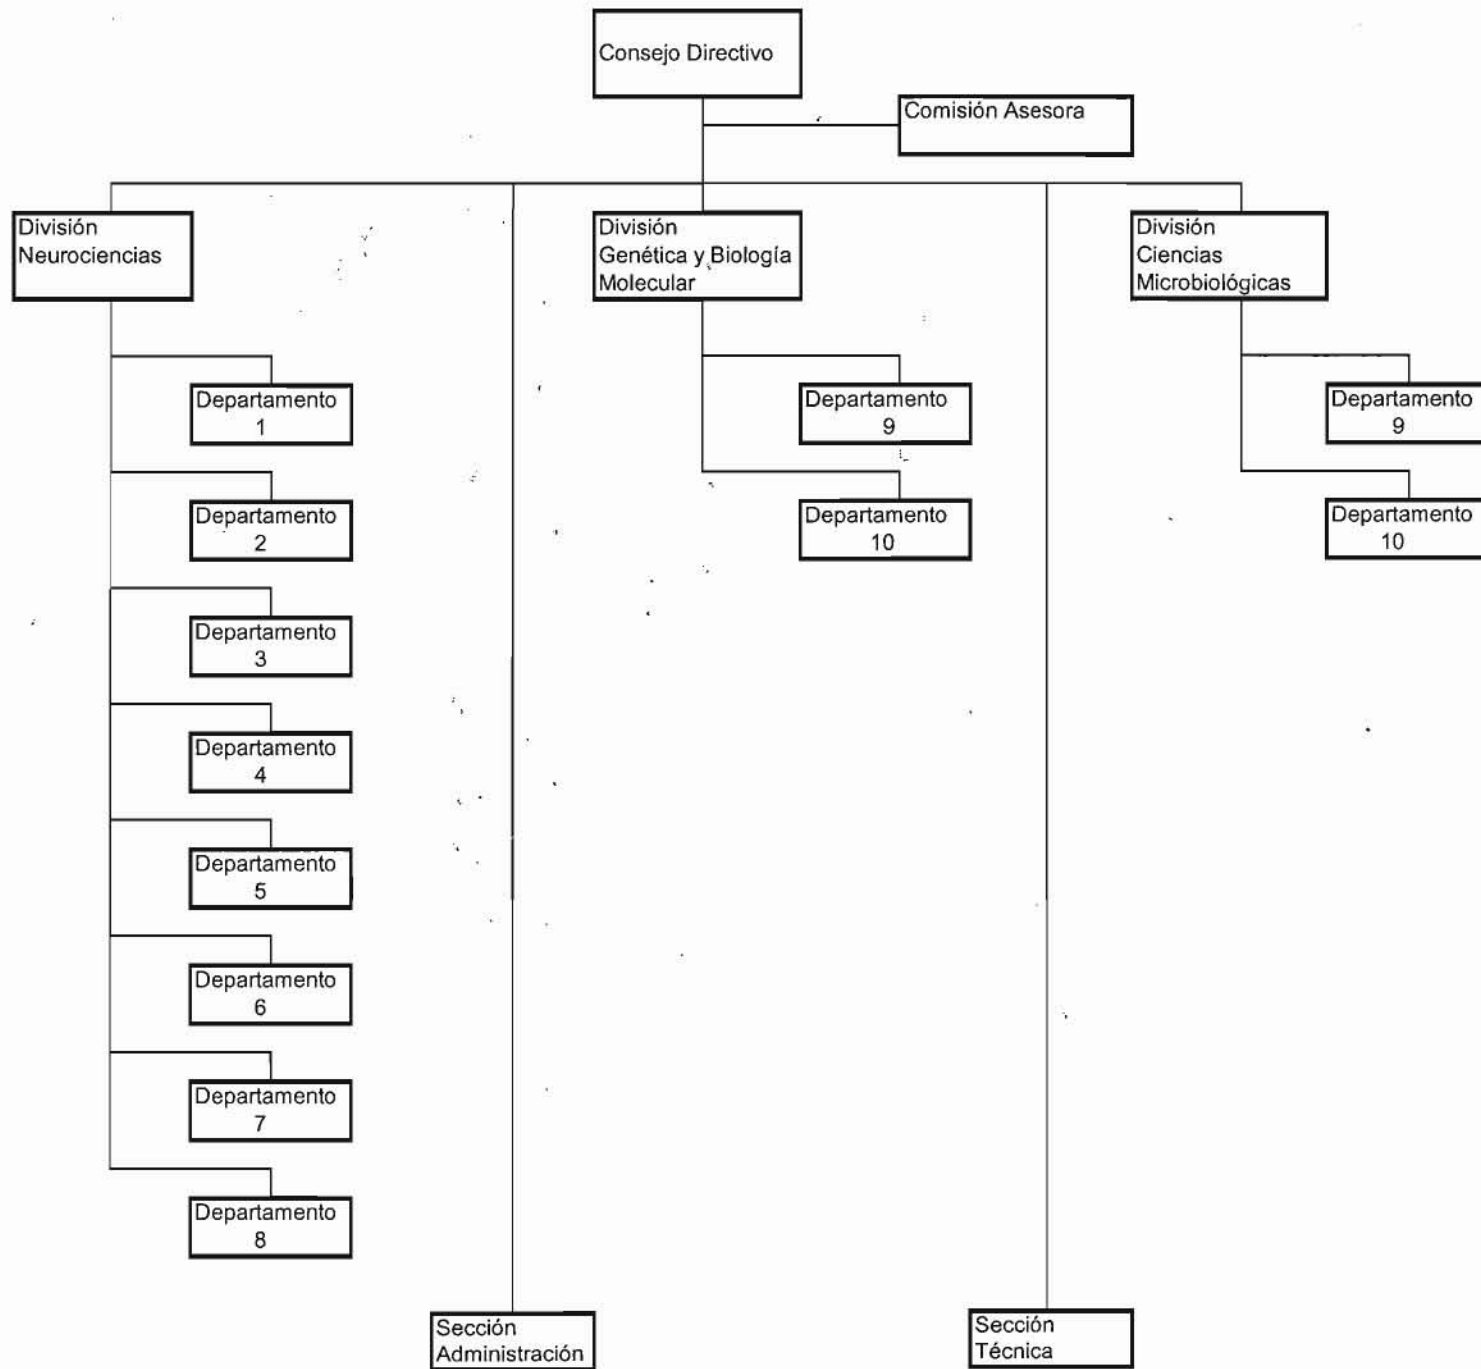 Consejo Directivo
Comisión Asesora
División
Neurociencias
División
Genética y Biología
Molecular
División
Ciencias
Microbiológicas
Departamento
1
Departamento
9
Departamento
9
Departamento
2
Departamento
10
Departamento
10
Departamento
3
Departamento
4
Departamento
5
Departamento
6
Departamento
7
Departamento
8
Sección
Administración
Sección
Técnica